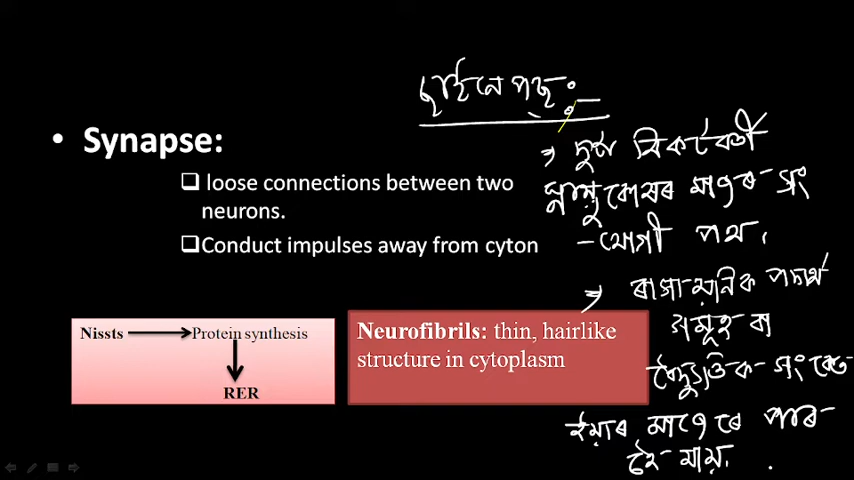 ছাইনেপছ:-
• Synapse:
→ দুটা নিকটৱৰ্তী
❑ loose connections between two
neurons.
স্নায়ুকোষৰ মাজৰ সং
❑ Conduct impulses away from cyton
-যোগী পথ।
→ ৰাসায়নিক পদাৰ্থ
Nissts → Protein synthesis
RER
Neurofibrils: thin, hairlike
structure in cytoplasm
সমূহ বা
বৈদ্যুতিক সংকেত
ইয়াৰ মাজেৰে পাৰ
হৈ যায়.